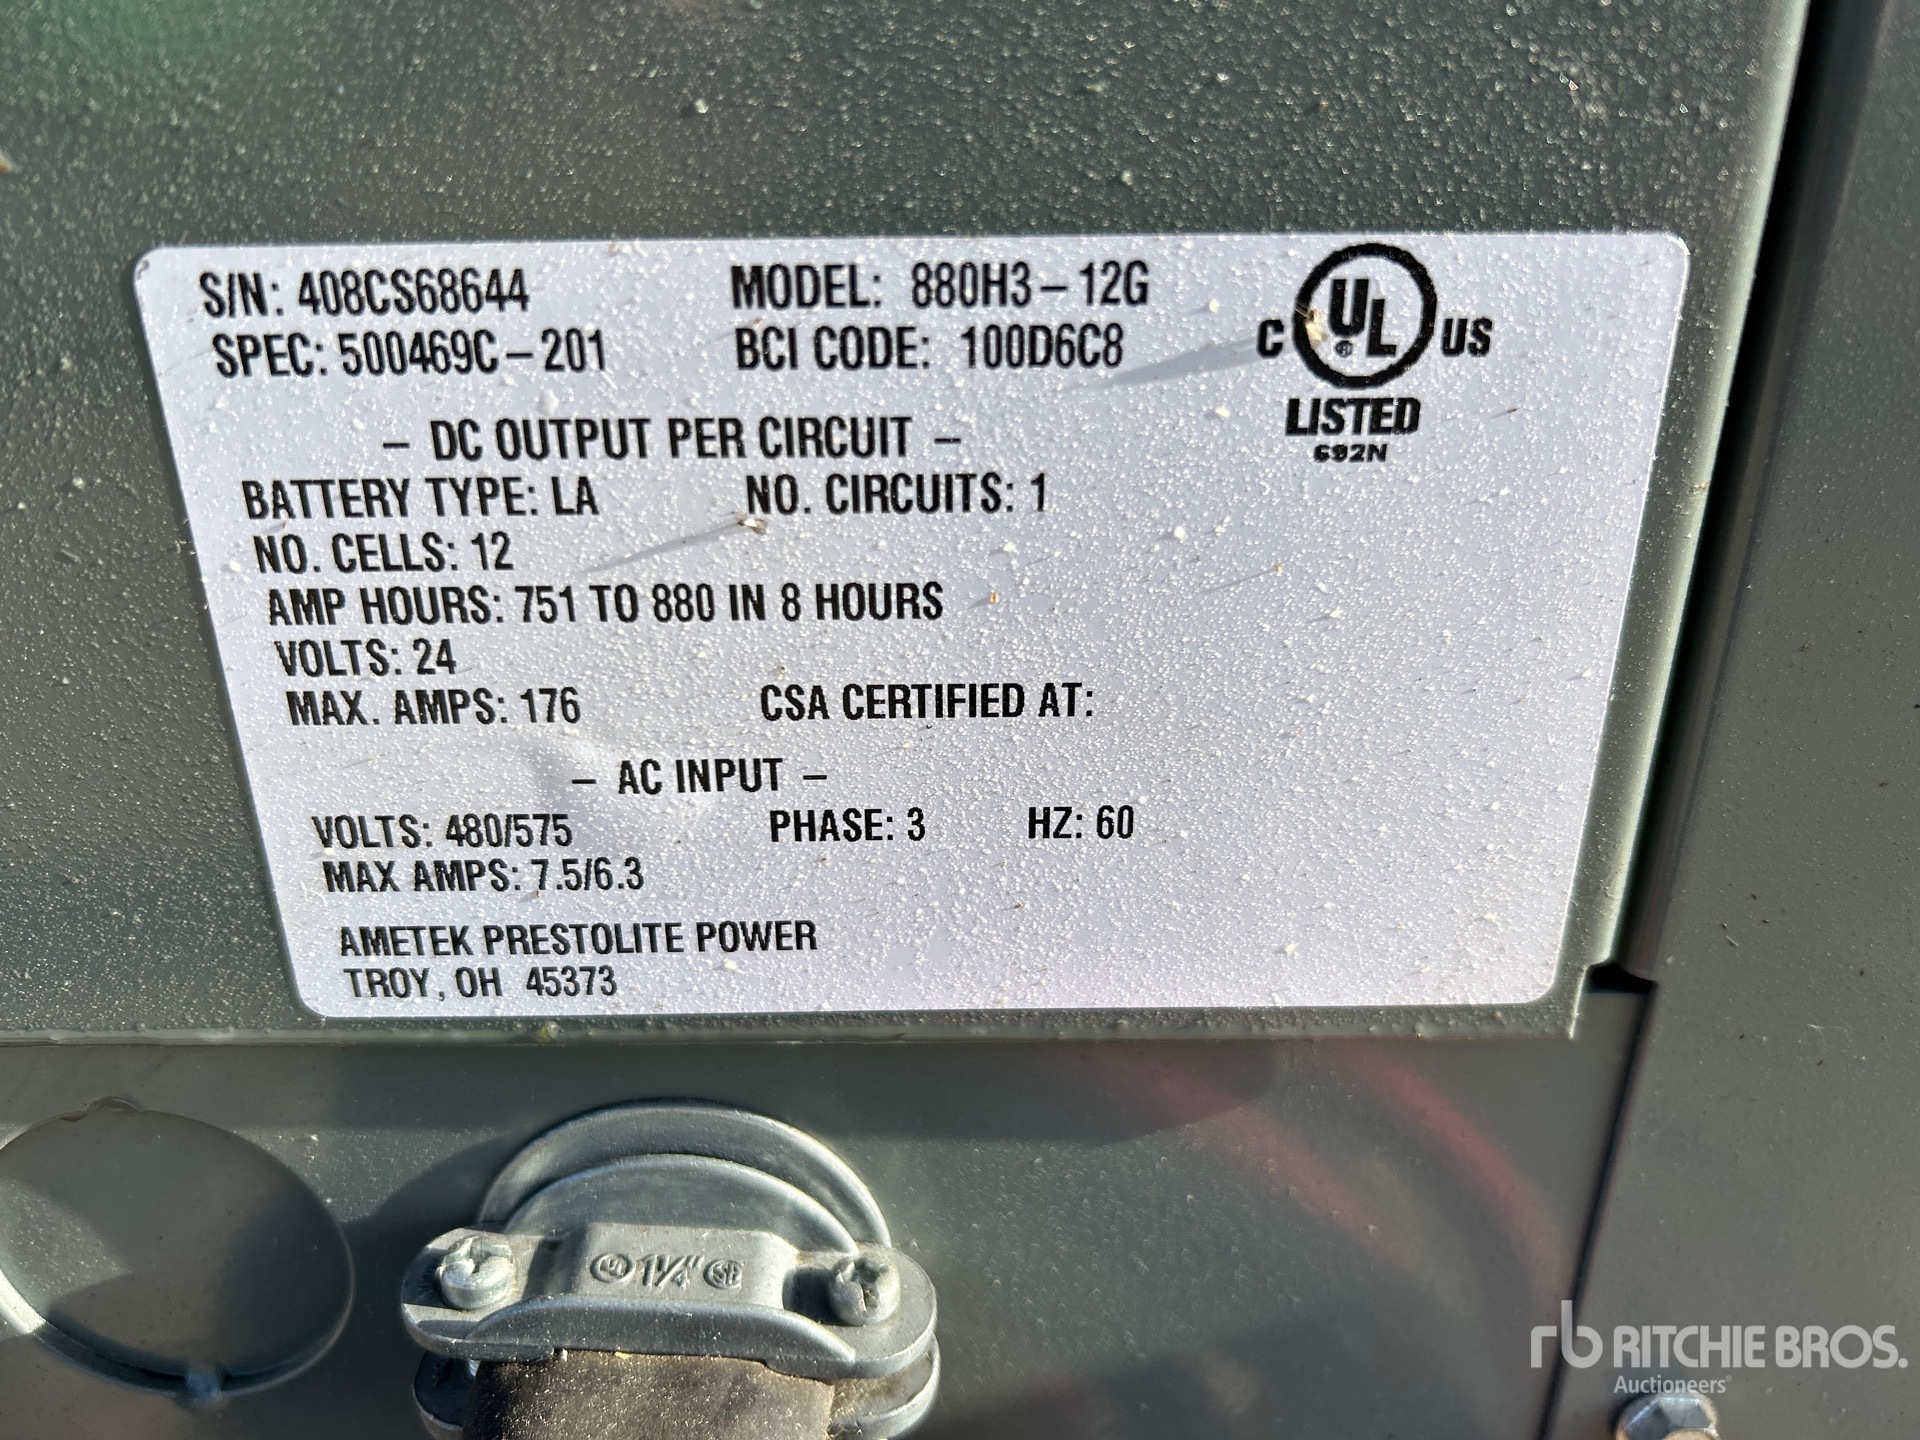 S/N: 408CS68644 MODEL: 880H3-12G
SPEC: 500469C-201 BCI CODE: 100D6C8
C UL ® US
LISTED
692N
- DC OUTPUT PER CIRCUIT -
BATTERY TYPE: LA NO. CIRCUITS: 1
NO. CELLS: 12
AMP HOURS: 751 TO 880 IN 8 HOURS
VOLTS: 24
MAX. AMPS: 176 CSA CERTIFIED AT:
- AC INPUT -
VOLTS: 480/575 PHASE: 3 HZ: 60
MAX AMPS: 7.5/6.3
AMETEK PRESTOLITE POWER
TROY, OH 45373
UL 1¼" SP
rb RITCHIE BROS.
Auctioneers